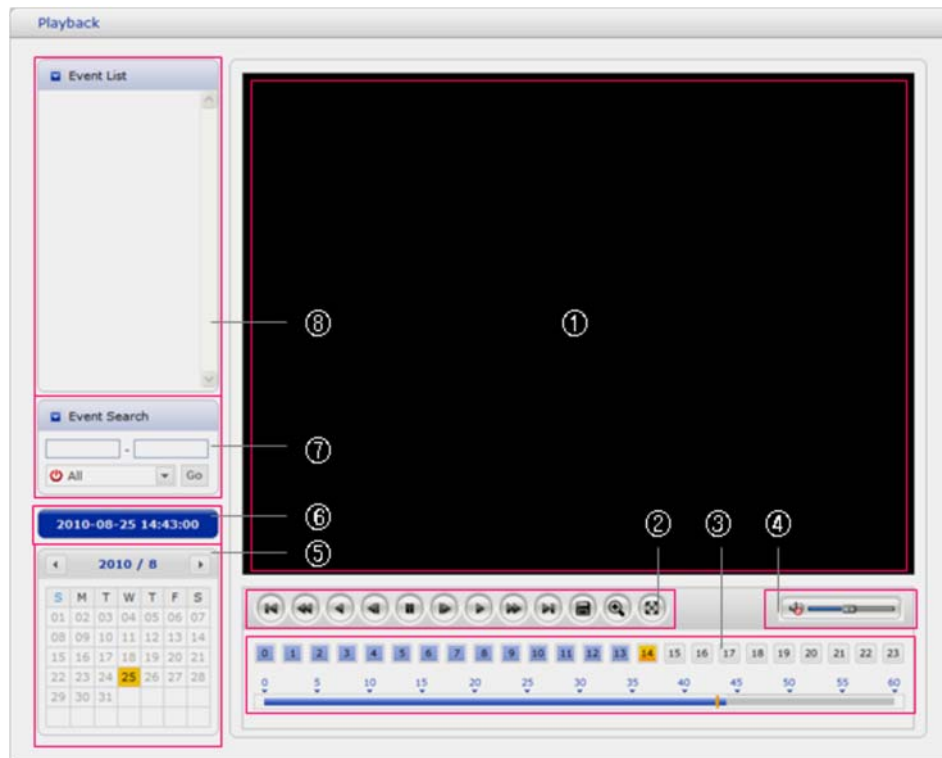 Playback
Event List
⑧
①
Event Search
-
⑦
All Go
2010-08-25 14:43:00
⑥
② ③ ④
⑤
2010 / 8
S M T W T F S
01 02 03 04 05 06 07
08 09 10 11 12 13 14
15 16 17 18 19 20 21
22 23 24 25 26 27 28
29 30 31
0 1 2 3 4 5 6 7 8 9 10 11 12 13 14 15 16 17 18 19 20 21 22 23
0 5 10 15 20 25 30 35 40 45 50 55 60